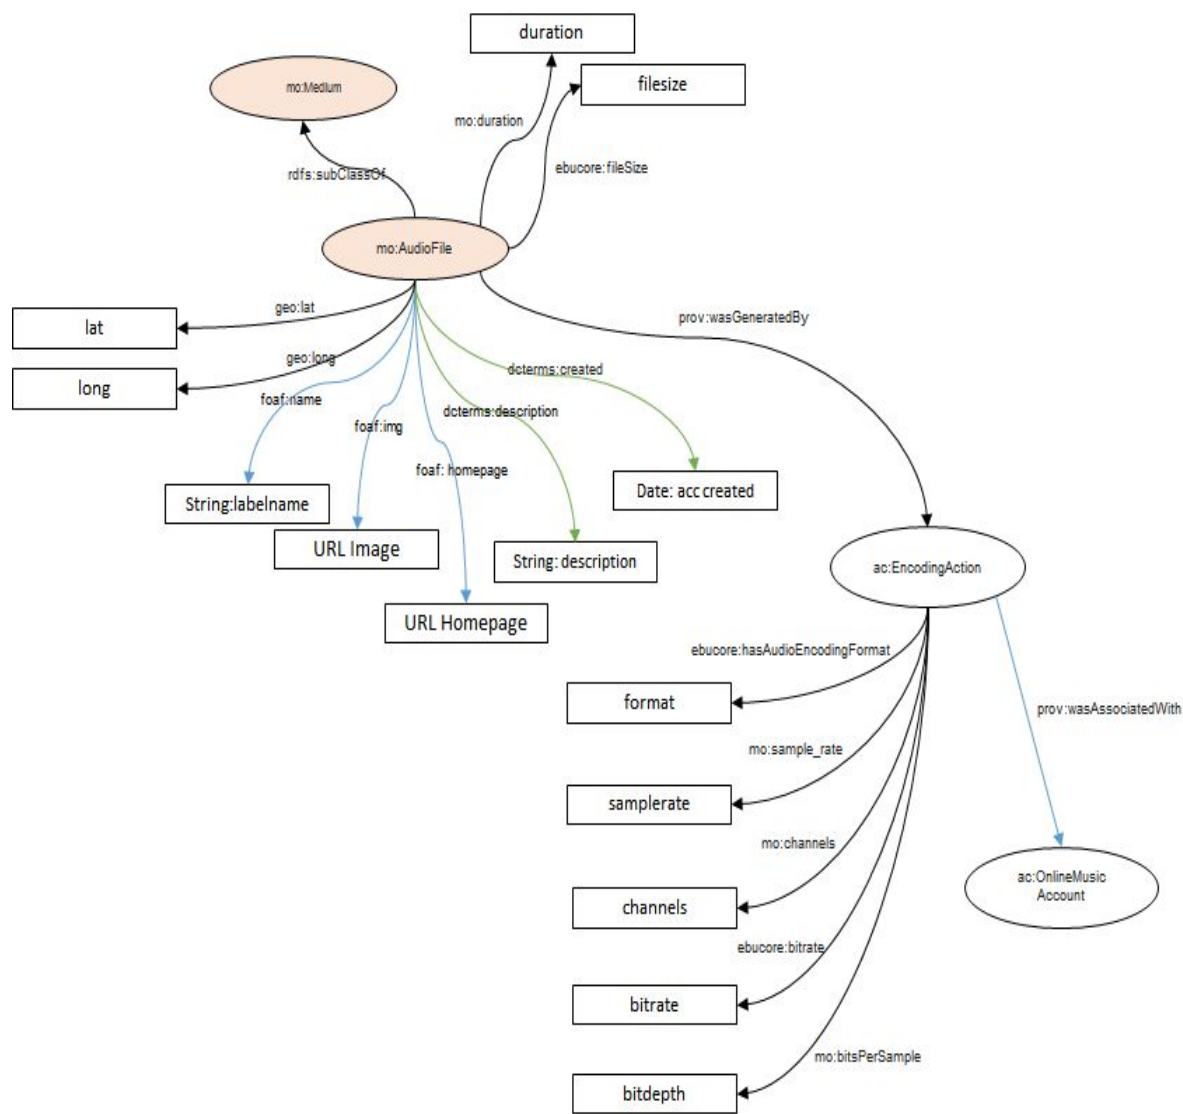 duration
mo:Medium
filesize
mo:duration
ebucore:fileSize
rdfs:subClassOf
mo:AudioFile
geo:lat
lat
prov:wasGeneratedBy
geo:long
dcterms:created
long
foaf:name
dcterms:description
foaf:img
foaf: homepage
String:labelname
Date: acc created
URL Image
String: description
ac:EncodingAction
URL Homepage
ebucore:hasAudioEncodingFormat
format
prov:wasAssociatedWith
mo:sample_rate
samplerate
mo:channels
ac:OnlineMusic
Account
channels
ebucore:bitrate
bitrate
mo:bitsPerSample
bitdepth